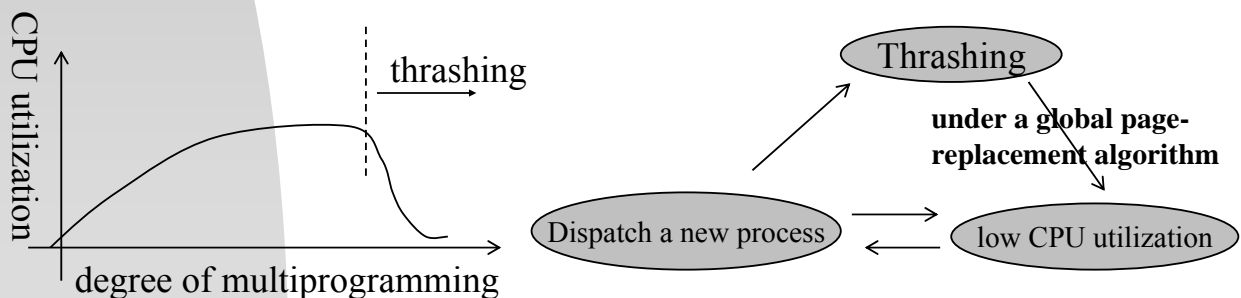 CPU utilization
thrashing
degree of multiprogramming
Thrashing
under a global page-
replacement algorithm
Dispatch a new process
low CPU utilization